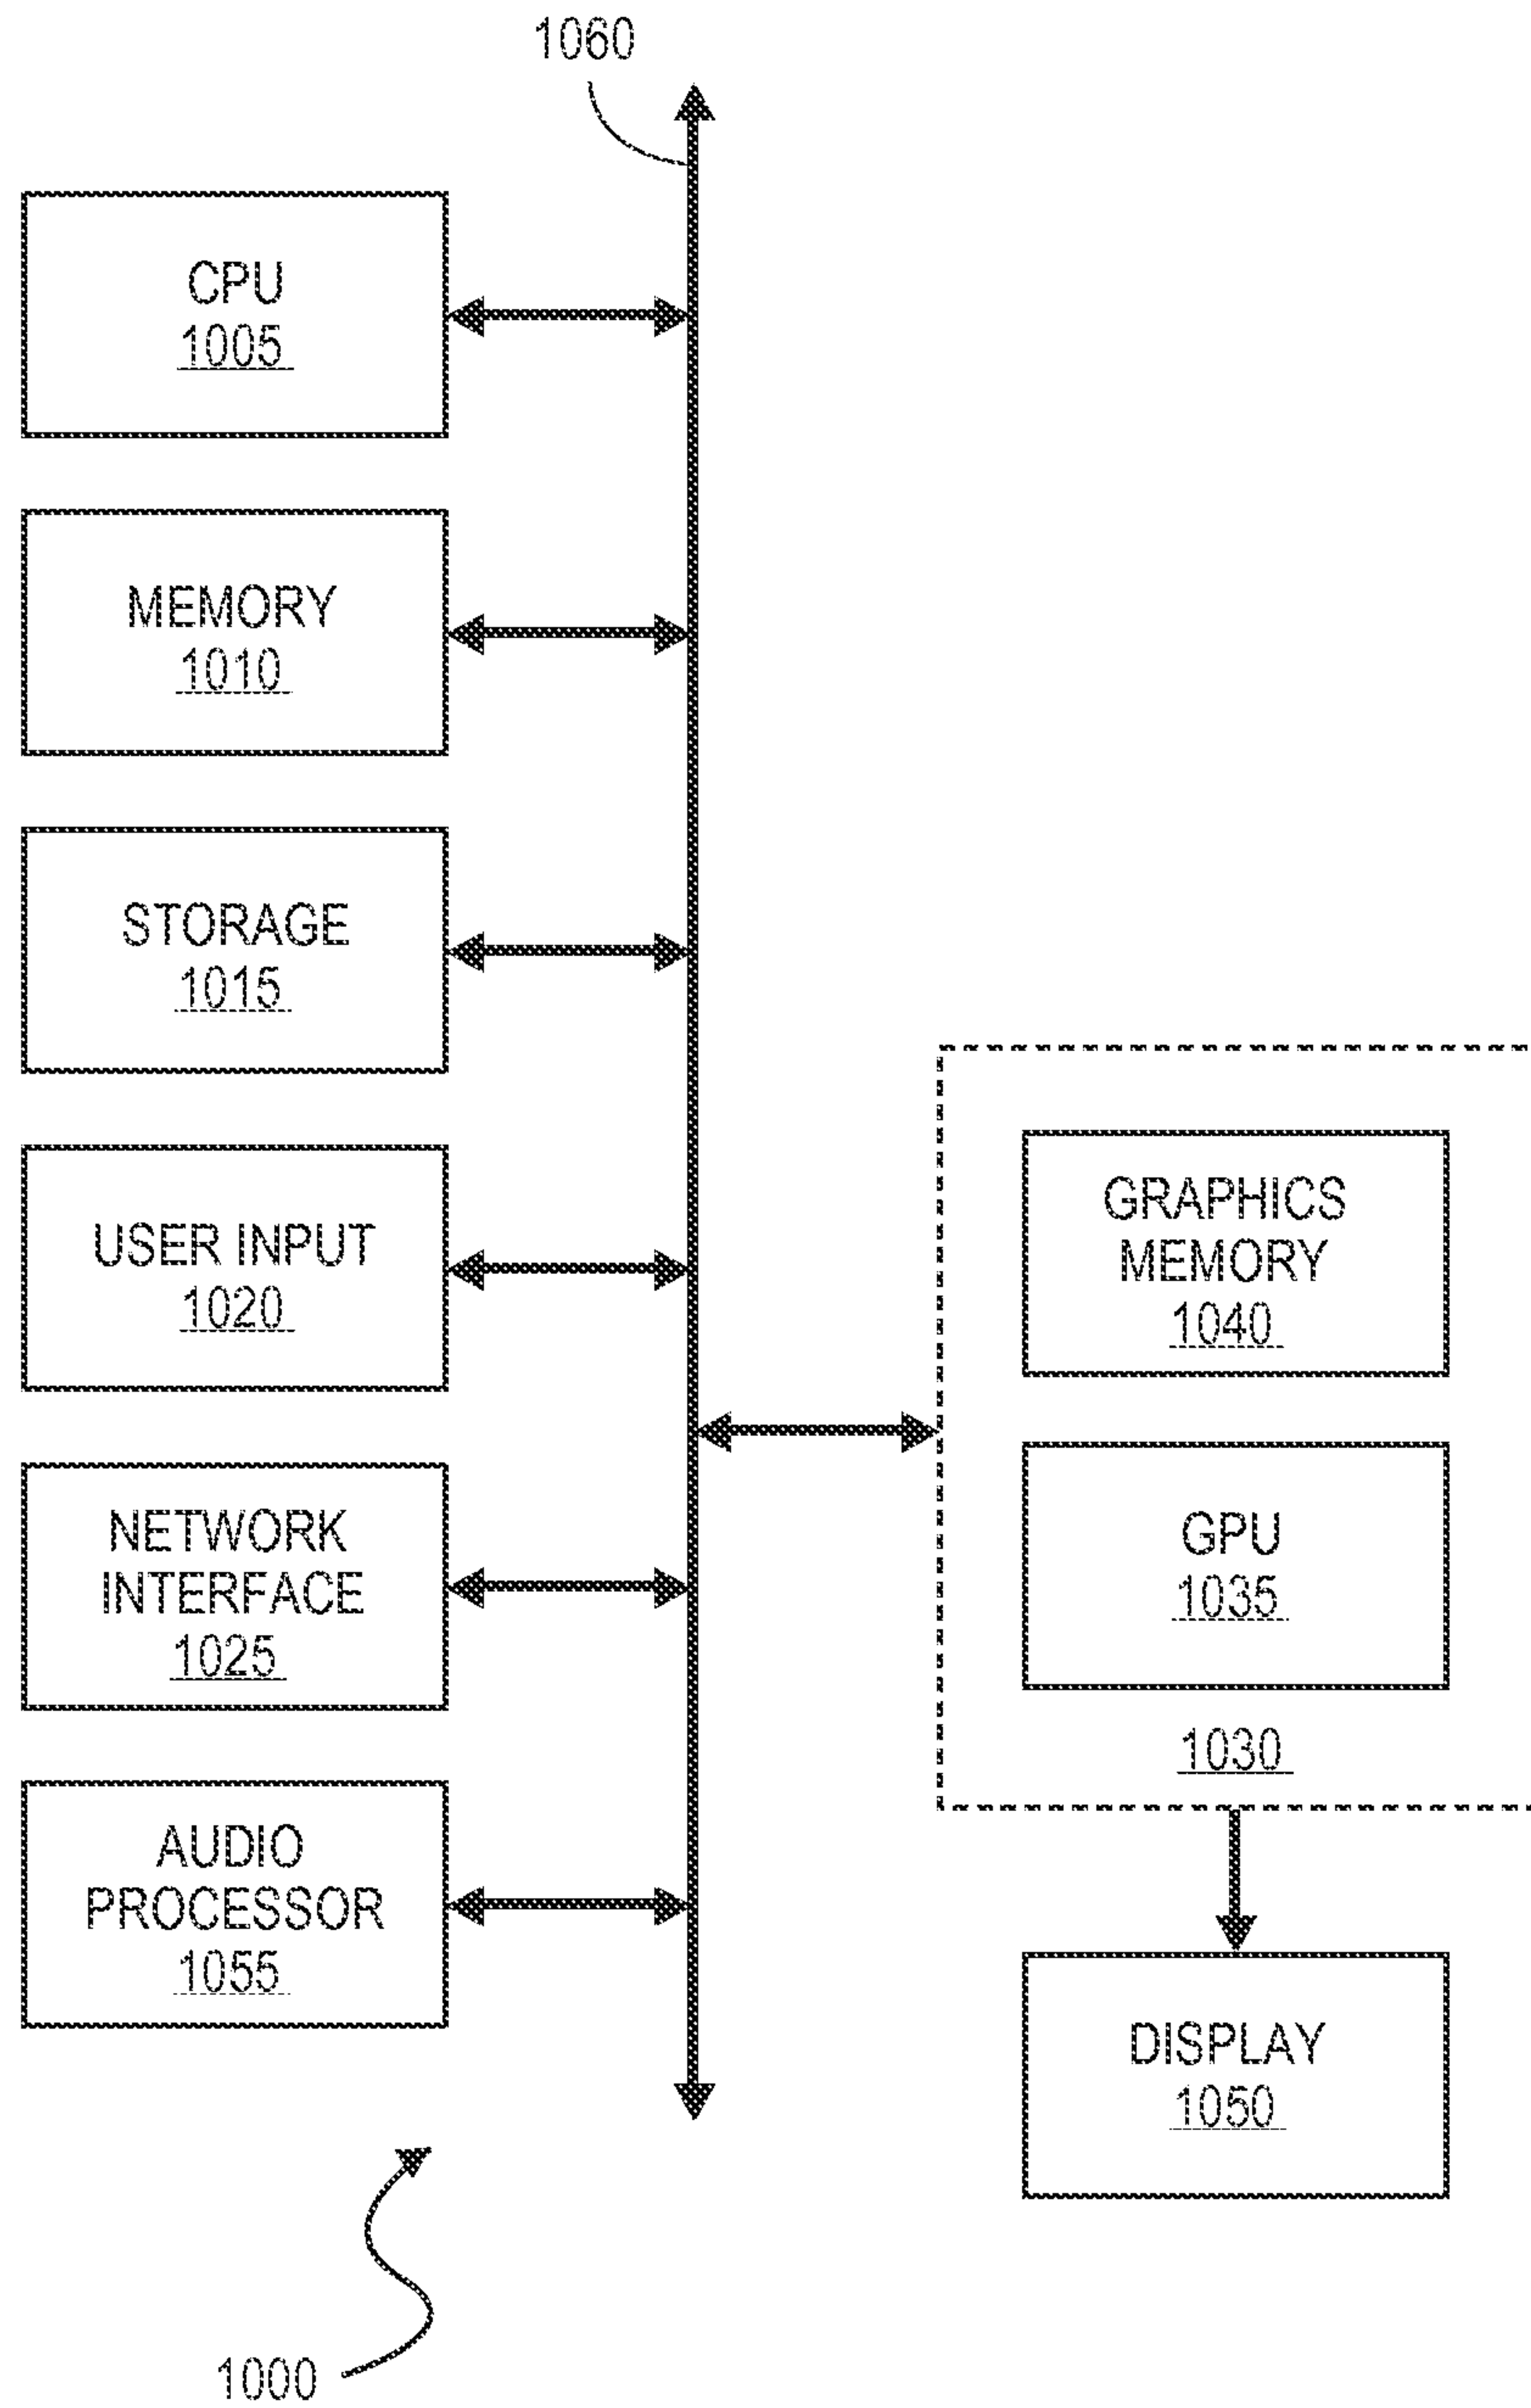 1060
CPU
1005
MEMORY
1010
STORAGE
1015
USER INPUT
1020
NETWORK
INTERFACE
1025
AUDIO
PROCESSOR
1055
GRAPHICS
MEMORY
1040
GPU
1035
1030
DISPLAY
1050
1000